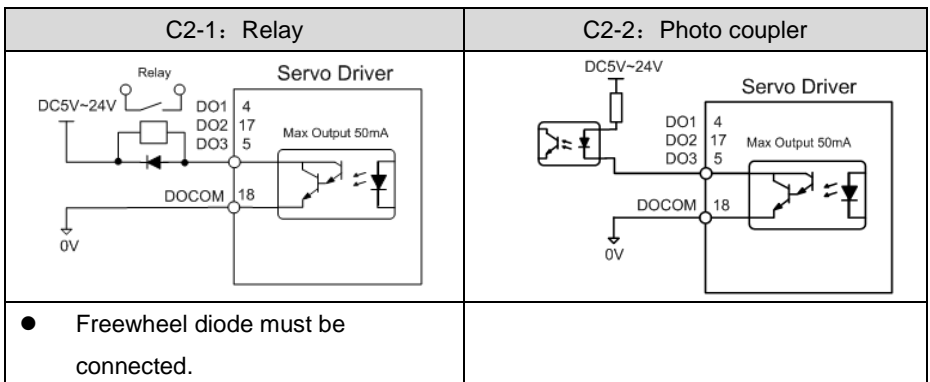 C2-1：Relay
C2-2：Photo coupler
Relay
Servo Driver
DC5V~24V
DO1 4
DO2 17
DO3 5
Max Output 50mA
DOCOM 18
0V
DC5V~24V
Servo Driver
DO1 4
DO2 17
DO3 5
Max Output 50mA
DOCOM 18
0V
● Freewheel diode must be
connected.